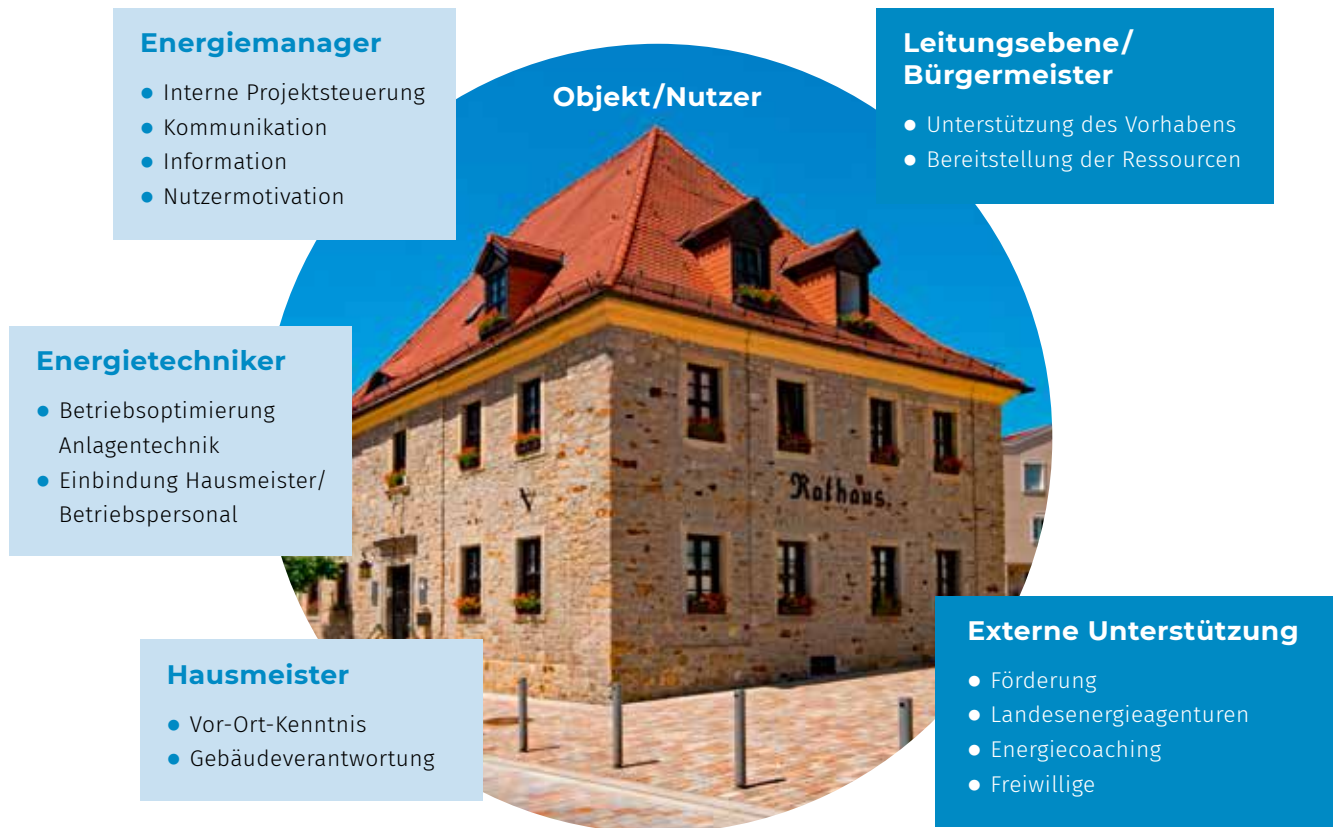 Energiemanager
● Interne Projektsteuerung
● Kommunikation
● Information
● Nutzermotivation
Objekt/Nutzer
Leitungsebene/
Bürgermeister
● Unterstützung des Vorhabens
● Bereitstellung der Ressourcen
Energietechniker
● Betriebsoptimierung
Anlagentechnik
● Einbindung Hausmeister/
Betriebspersonal
Rathaus.
Hausmeister
● Vor-Ort-Kenntnis
● Gebäudeverantwortung
Externe Unterstützung
● Förderung
● Landesenergieagenturen
● Energiecoaching
● Freiwillige